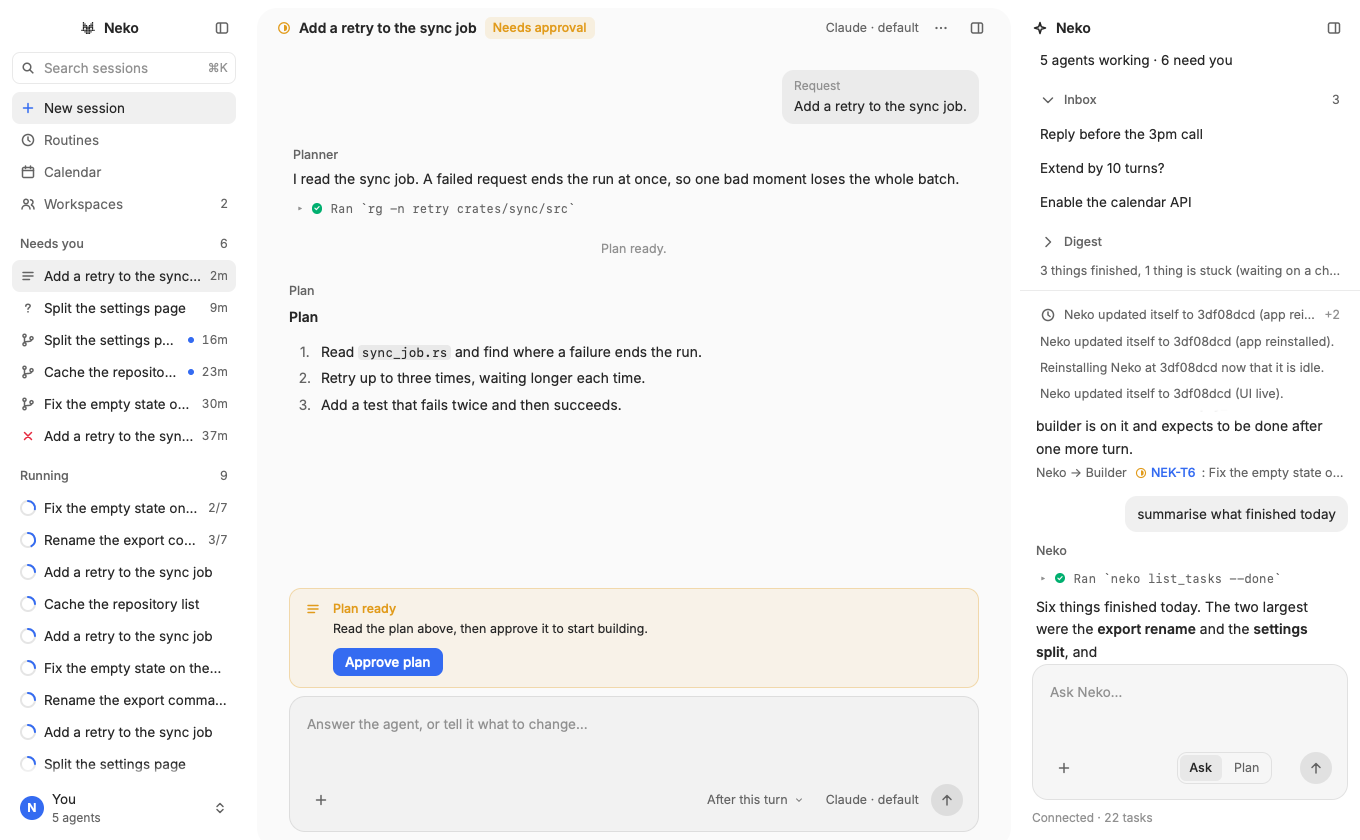 Neko
Search sessions ⌘K
New session
Routines
Calendar
Workspaces 2
Needs you 6
Add a retry to the sync... 2m
Split the settings page 9m
Split the settings p... 16m
Cache the reposito... 23m
Fix the empty state o... 30m
Add a retry to the syn... 37m
Running 9
Fix the empty state on... 2/7
Rename the export co... 3/7
Add a retry to the sync job
Cache the repository list
Add a retry to the sync job
Fix the empty state on the...
Rename the export comma...
Add a retry to the sync job
Split the settings page
N
You
5 agents
Add a retry to the sync job Needs approval Claude · default
Request
Add a retry to the sync job.
Planner
I read the sync job. A failed request ends the run at once, so one bad moment loses the whole batch.
Ran `rg -n retry crates/sync/src`
Plan ready.
Plan
Plan
1. Read sync_job.rs and find where a failure ends the run.
2. Retry up to three times, waiting longer each time.
3. Add a test that fails twice and then succeeds.
Plan ready
Read the plan above, then approve it to start building.
Approve plan
Answer the agent, or tell it what to change...
After this turn Claude · default
Neko
5 agents working · 6 need you
Inbox 3
Reply before the 3pm call
Extend by 10 turns?
Enable the calendar API
Digest
3 things finished, 1 thing is stuck (waiting on a ch...
Neko updated itself to 3df08dcd (app rei... +2
Neko updated itself to 3df08dcd (app reinstalled).
Reinstalling Neko at 3df08dcd now that it is idle.
Neko updated itself to 3df08dcd (UI live).
builder is on it and expects to be done after
one more turn.
Neko → Builder NEK-T6 : Fix the empty state o...
summarise what finished today
Neko
Ran `neko list_tasks --done`
Six things finished today. The two largest
were the export rename and the settings
split, and
Ask Neko...
Ask Plan
Connected · 22 tasks